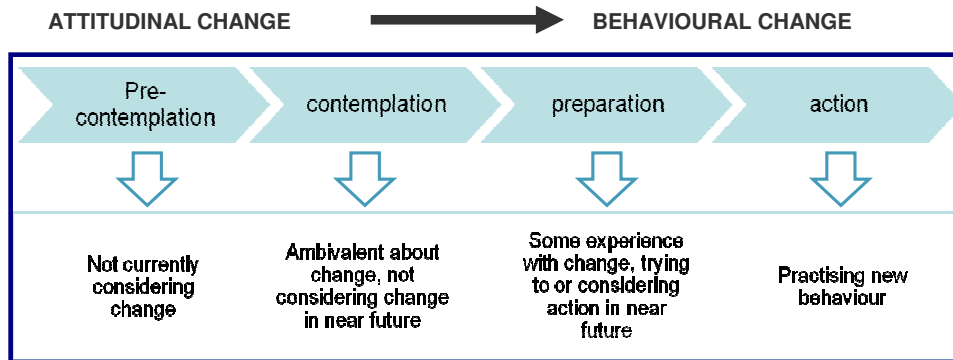 ATTITUDINAL CHANGE
BEHAVIOURAL CHANGE
Pre-
contemplation
contemplation
preparation
action
Not currently
considering
change
Ambivalent about
change, not
considering change
in near future
Some experience
with change, trying
to or considering
action in near
future
Practising new
behaviour